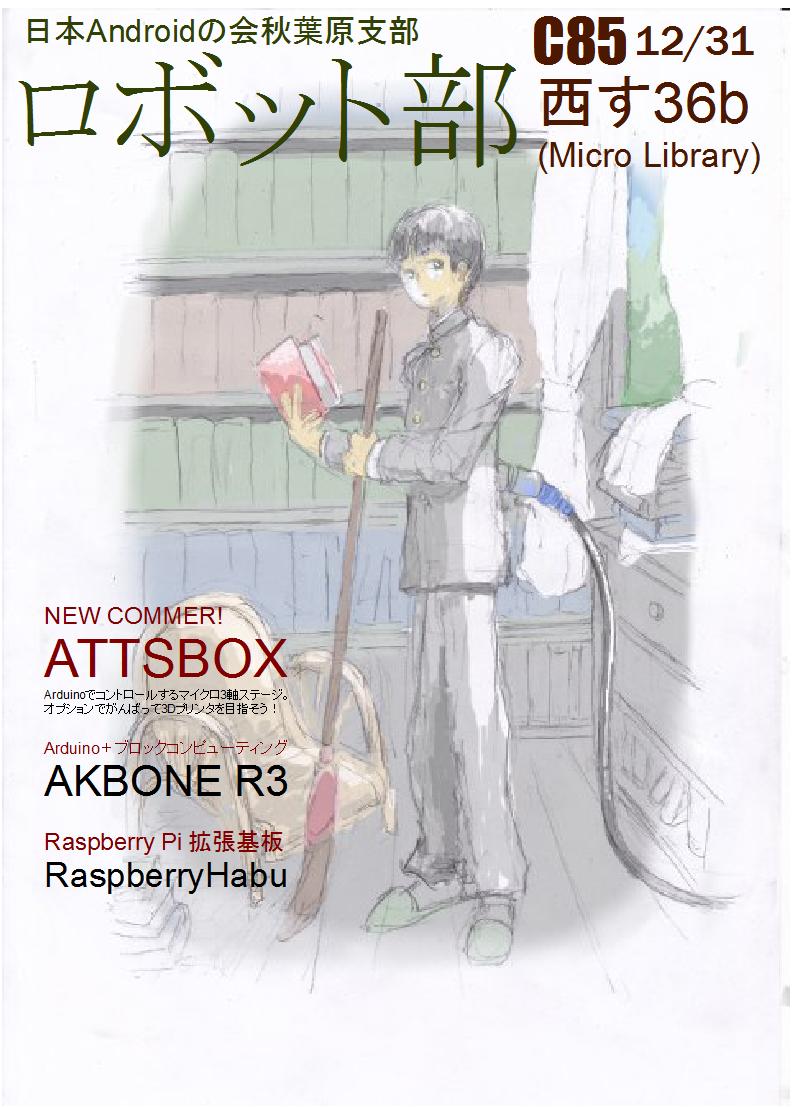 日本Androidの会秋葉原支部
ロボット部
C85 12/31
西す36b
(Micro Library)
NEW COMMER!
ATTSBOX
Arduinoでコントロールするマイクロ3軸ステージ。
オプションでがんばって3Dプリンタを目指そう！
Arduino＋ブロックコンピューティング
AKBONE R3
Raspberry Pi 拡張基板
RaspberryHabu